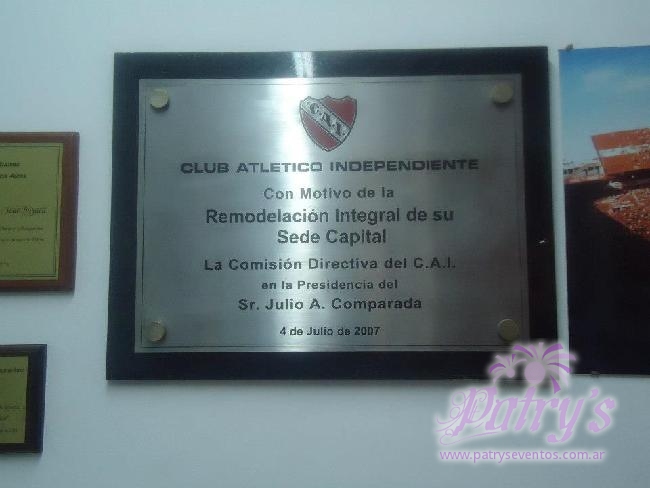 C.A.I.
CLUB ATLETICO INDEPENDIENTE
Con Motivo de la
Remodelación Integral de su
Sede Capital
La Comisión Directiva del C.A.I.
en la Presidencia del
Sr. Julio A. Comparada
4 de Julio de 2007
Patry's
www.patryseventos.com.ar